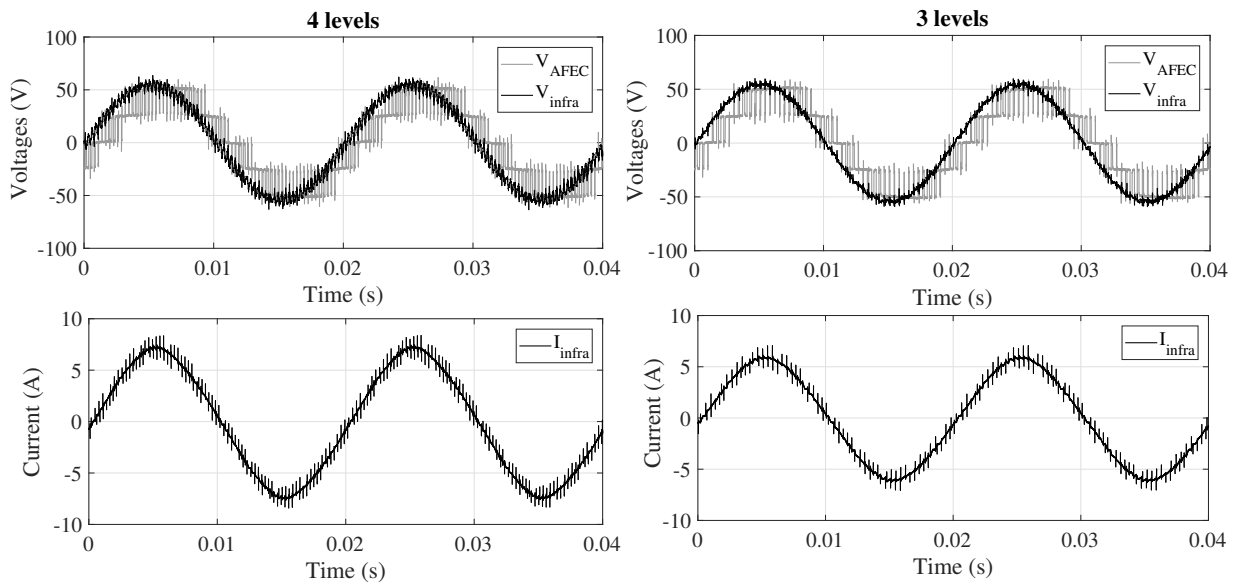 4 levels
100
50
0
-50
-100
Voltages (V)
V_AFEC
V_infra
0 0.01 0.02 0.03 0.04
Time (s)
3 levels
100
50
0
-50
-100
Voltages (V)
V_AFEC
V_infra
0 0.01 0.02 0.03 0.04
Time (s)
10
5
0
-5
-10
Current (A)
I_infra
0 0.01 0.02 0.03 0.04
Time (s)
10
5
0
-5
-10
Current (A)
I_infra
0 0.01 0.02 0.03 0.04
Time (s)